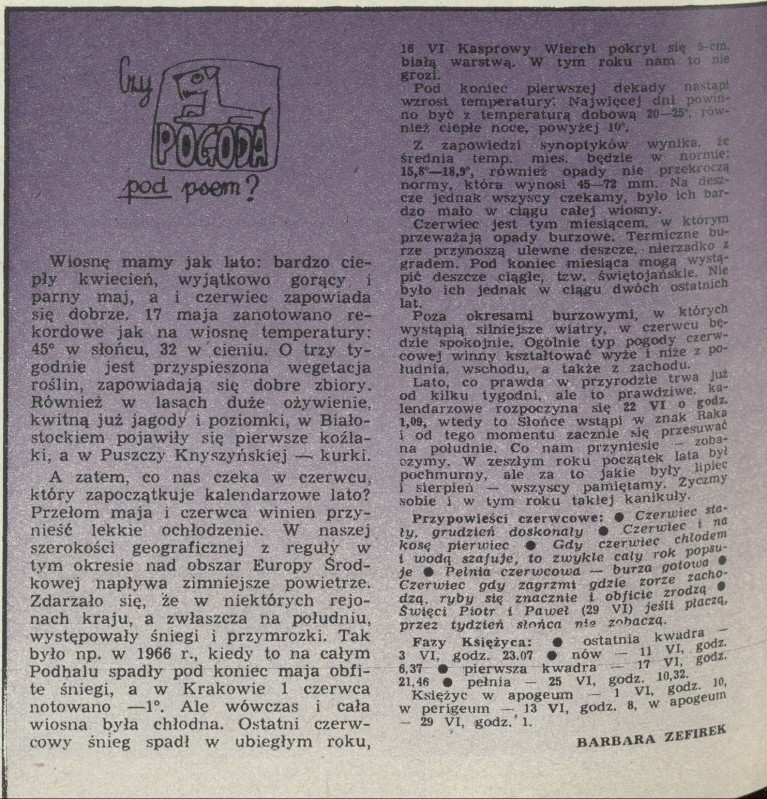 Czy
POGODA
pod psem?
Wiosnę mamy jak lato: bardzo cie-
pły kwiecień, wyjątkowo gorący i
parny maj, a i czerwiec zapowiada
się dobrze. 17 maja zanotowano re-
kordowe jak na wiosnę temperatury:
45° w słońcu, 32 w cieniu. O trzy ty-
godnie jest przyspieszona wegetacja
roślin, zapowiadają się dobre zbiory.
Również w lasach duże ożywienie,
kwitną już jagody i poziomki, w Biało-
stockiem pojawiły się pierwsze koźla-
ki, a w Puszczy Knyszyńskiej — kurki.
A zatem, co nas czeka w czerwcu,
który zapoczątkuje kalendarzowe lato?
Przełom maja i czerwca winien przy-
nieść lekkie ochłodzenie. W naszej
szerokości geograficznej z reguły w
tym okresie nad obszar Europy Środ-
kowej napływa zimniejsze powietrze.
Zdarzało się, że w niektórych rejo-
nach kraju, a zwłaszcza na południu,
występowały śniegi i przymrozki. Tak
było np. w 1966 r., kiedy to na całym
Podhalu spadły pod koniec maja obfi-
te śniegi, a w Krakowie 1 czerwca
notowano —1°. Ale wówczas i cała
wiosna była chłodna. Ostatni czerw-
cowy śnieg spadł w ubiegłym roku,
16 VI Kasprowy Wierch pokrył się 5-cm.
białą warstwą. W tym roku nam to nie
grozi.
Pod koniec pierwszej dekady nastąpi
wzrost temperatury. Najwięcej dni powin-
no być z temperaturą dobową 20—25°, rów-
nież ciepłe noce, powyżej 10°.
Z zapowiedzi synoptyków wynika, że
średnia temp. mies. będzie w normie:
15,8°—18,9°, również opady nie przekroczą
normy, która wynosi 45—72 mm. Na desz-
cze jednak wszyscy czekamy, było ich bar-
dzo mało w ciągu całej wiosny.
Czerwiec jest tym miesiącem, w którym
przeważają opady burzowe. Termiczne bu-
rze przynoszą ulewne deszcze, nierzadko z
gradem. Pod koniec miesiąca mogą wystą-
pić deszcze ciągłe, tzw. świętojańskie. Nie
było ich jednak w ciągu dwóch ostatnich
lat.
Poza okresami burzowymi, w których
wystąpią silniejsze wiatry, w czerwcu bę-
dzie spokojnie. Ogólnie typ pogody czerw-
cowej winny kształtować wyże i niże z po-
łudnia, wschodu, a także z zachodu.
Lato, co prawda w przyrodzie trwa już
od kilku tygodni, ale to prawdziwe, ka-
lendarzowe rozpoczyna się 22 VI o godz.
1,09, wtedy to Słońce wstąpi w znak Raka
i od tego momentu zacznie się przesuwać
na południe. Co nam przyniesie — zoba-
czymy. W zeszłym roku początek lata był
pochmurny, ale za to jakie były lipiec
i sierpień — wszyscy pamiętamy. Życzmy
sobie i w tym roku takiej kanikuły.
Przypowieści czerwcowe: ● Czerwiec sta-
ły, grudzień doskonały ● Czerwiec i na
kosę pierwiec ● Gdy czerwiec chłodem
i wodą szafuje, to zwykle cały rok popsu-
je ● Pełnia czerwcowa — burza gotowa ●
Czerwiec gdy zagrzmi gdzie zorze zacho-
dzą, ryby się znacznie i obficie zrodzą ●
Święci Piotr i Paweł (29 VI) jeśli płaczą,
przez tydzień słońca nie zobaczą.
Fazy Księżyca: ● ostatnia kwadra —
3 VI, godz. 23,07 ● nów — 11 VI, godz.
6,37 ● pierwsza kwadra — 17 VI, godz.
21,46 ● pełnia — 25 VI, godz. 10,32.
Księżyc w apogeum — 1 VI, godz. 10,
w perigeum — 13 VI, godz. 8, w apogeum
— 29 VI, godz. 1.
BARBARA ZEFIREK